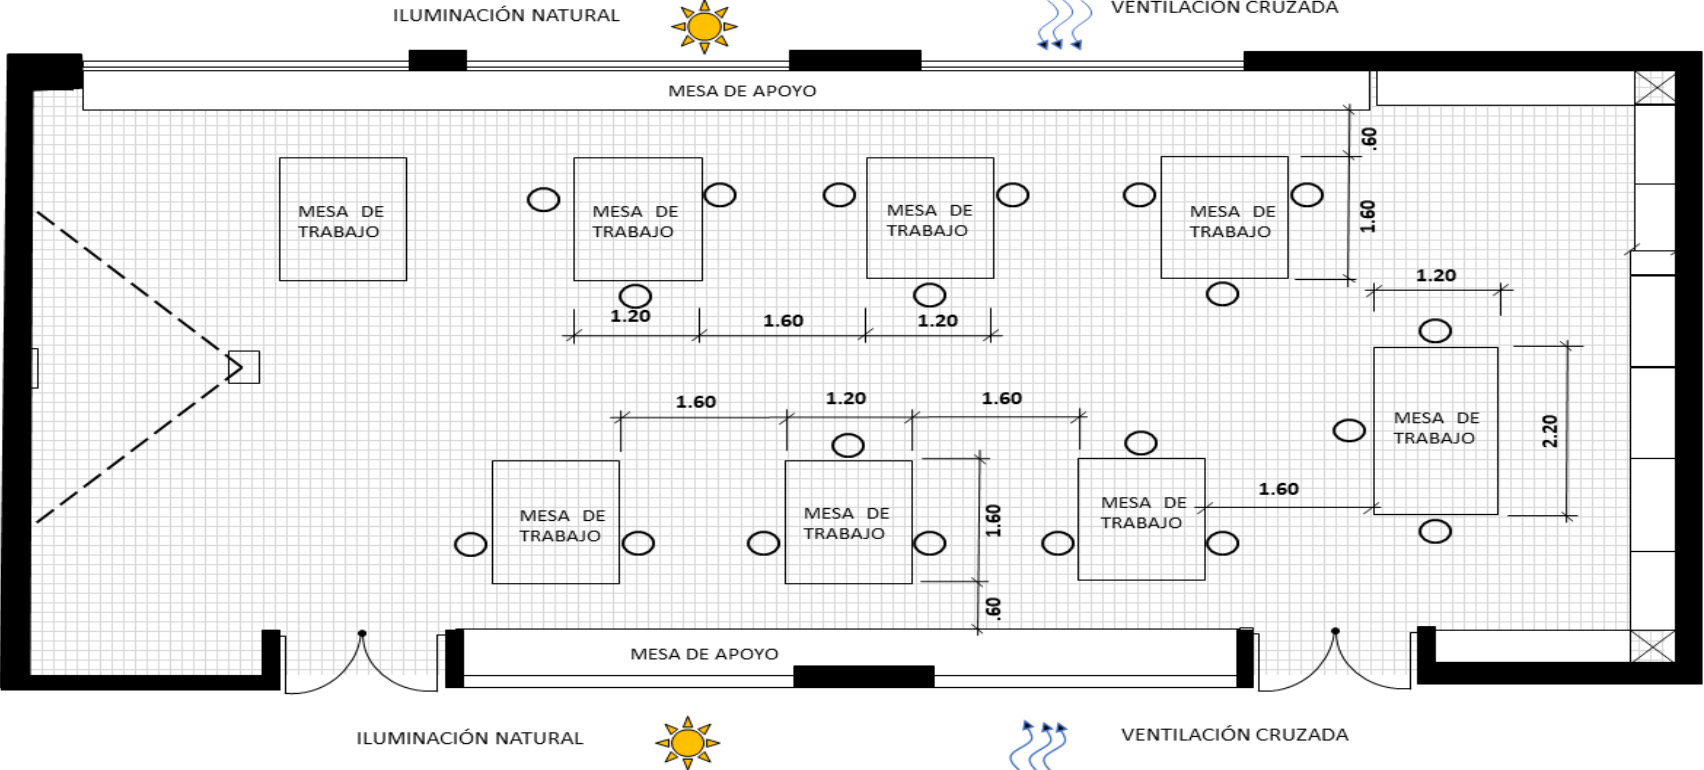 ILUMINACIÓN NATURAL
VENTILACIÓN CRUZADA
MESA DE APOYO
.60
MESA DE
TRABAJO
MESA DE
TRABAJO
MESA DE
TRABAJO
MESA DE
TRABAJO
1.60
1.20
1.20
1.60
1.20
1.60
1.20
1.60
MESA DE
TRABAJO
2.20
1.60
MESA DE
TRABAJO
MESA DE
TRABAJO
1.60
MESA DE
TRABAJO
.60
MESA DE APOYO
ILUMINACIÓN NATURAL
VENTILACIÓN CRUZADA